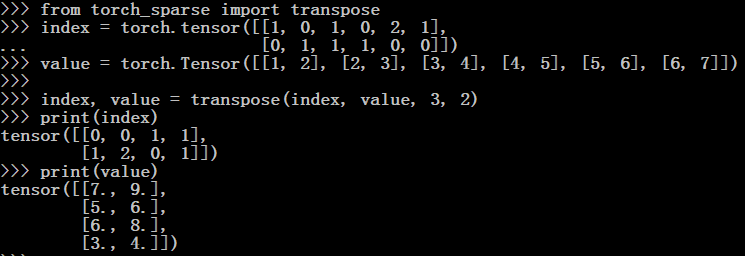 >>> from torch_sparse import transpose
>>> index = torch.tensor([[1, 0, 1, 0, 2, 1],
...                       [0, 1, 1, 1, 0, 0]])
>>> value = torch.Tensor([[1, 2], [2, 3], [3, 4], [4, 5], [5, 6], [6, 7]])
>>>
>>> index, value = transpose(index, value, 3, 2)
>>> print(index)
tensor([[0, 0, 1, 1],
        [1, 2, 0, 1]])
>>> print(value)
tensor([[7., 9.],
        [5., 6.],
        [6., 8.],
        [3., 4.]])
>>>